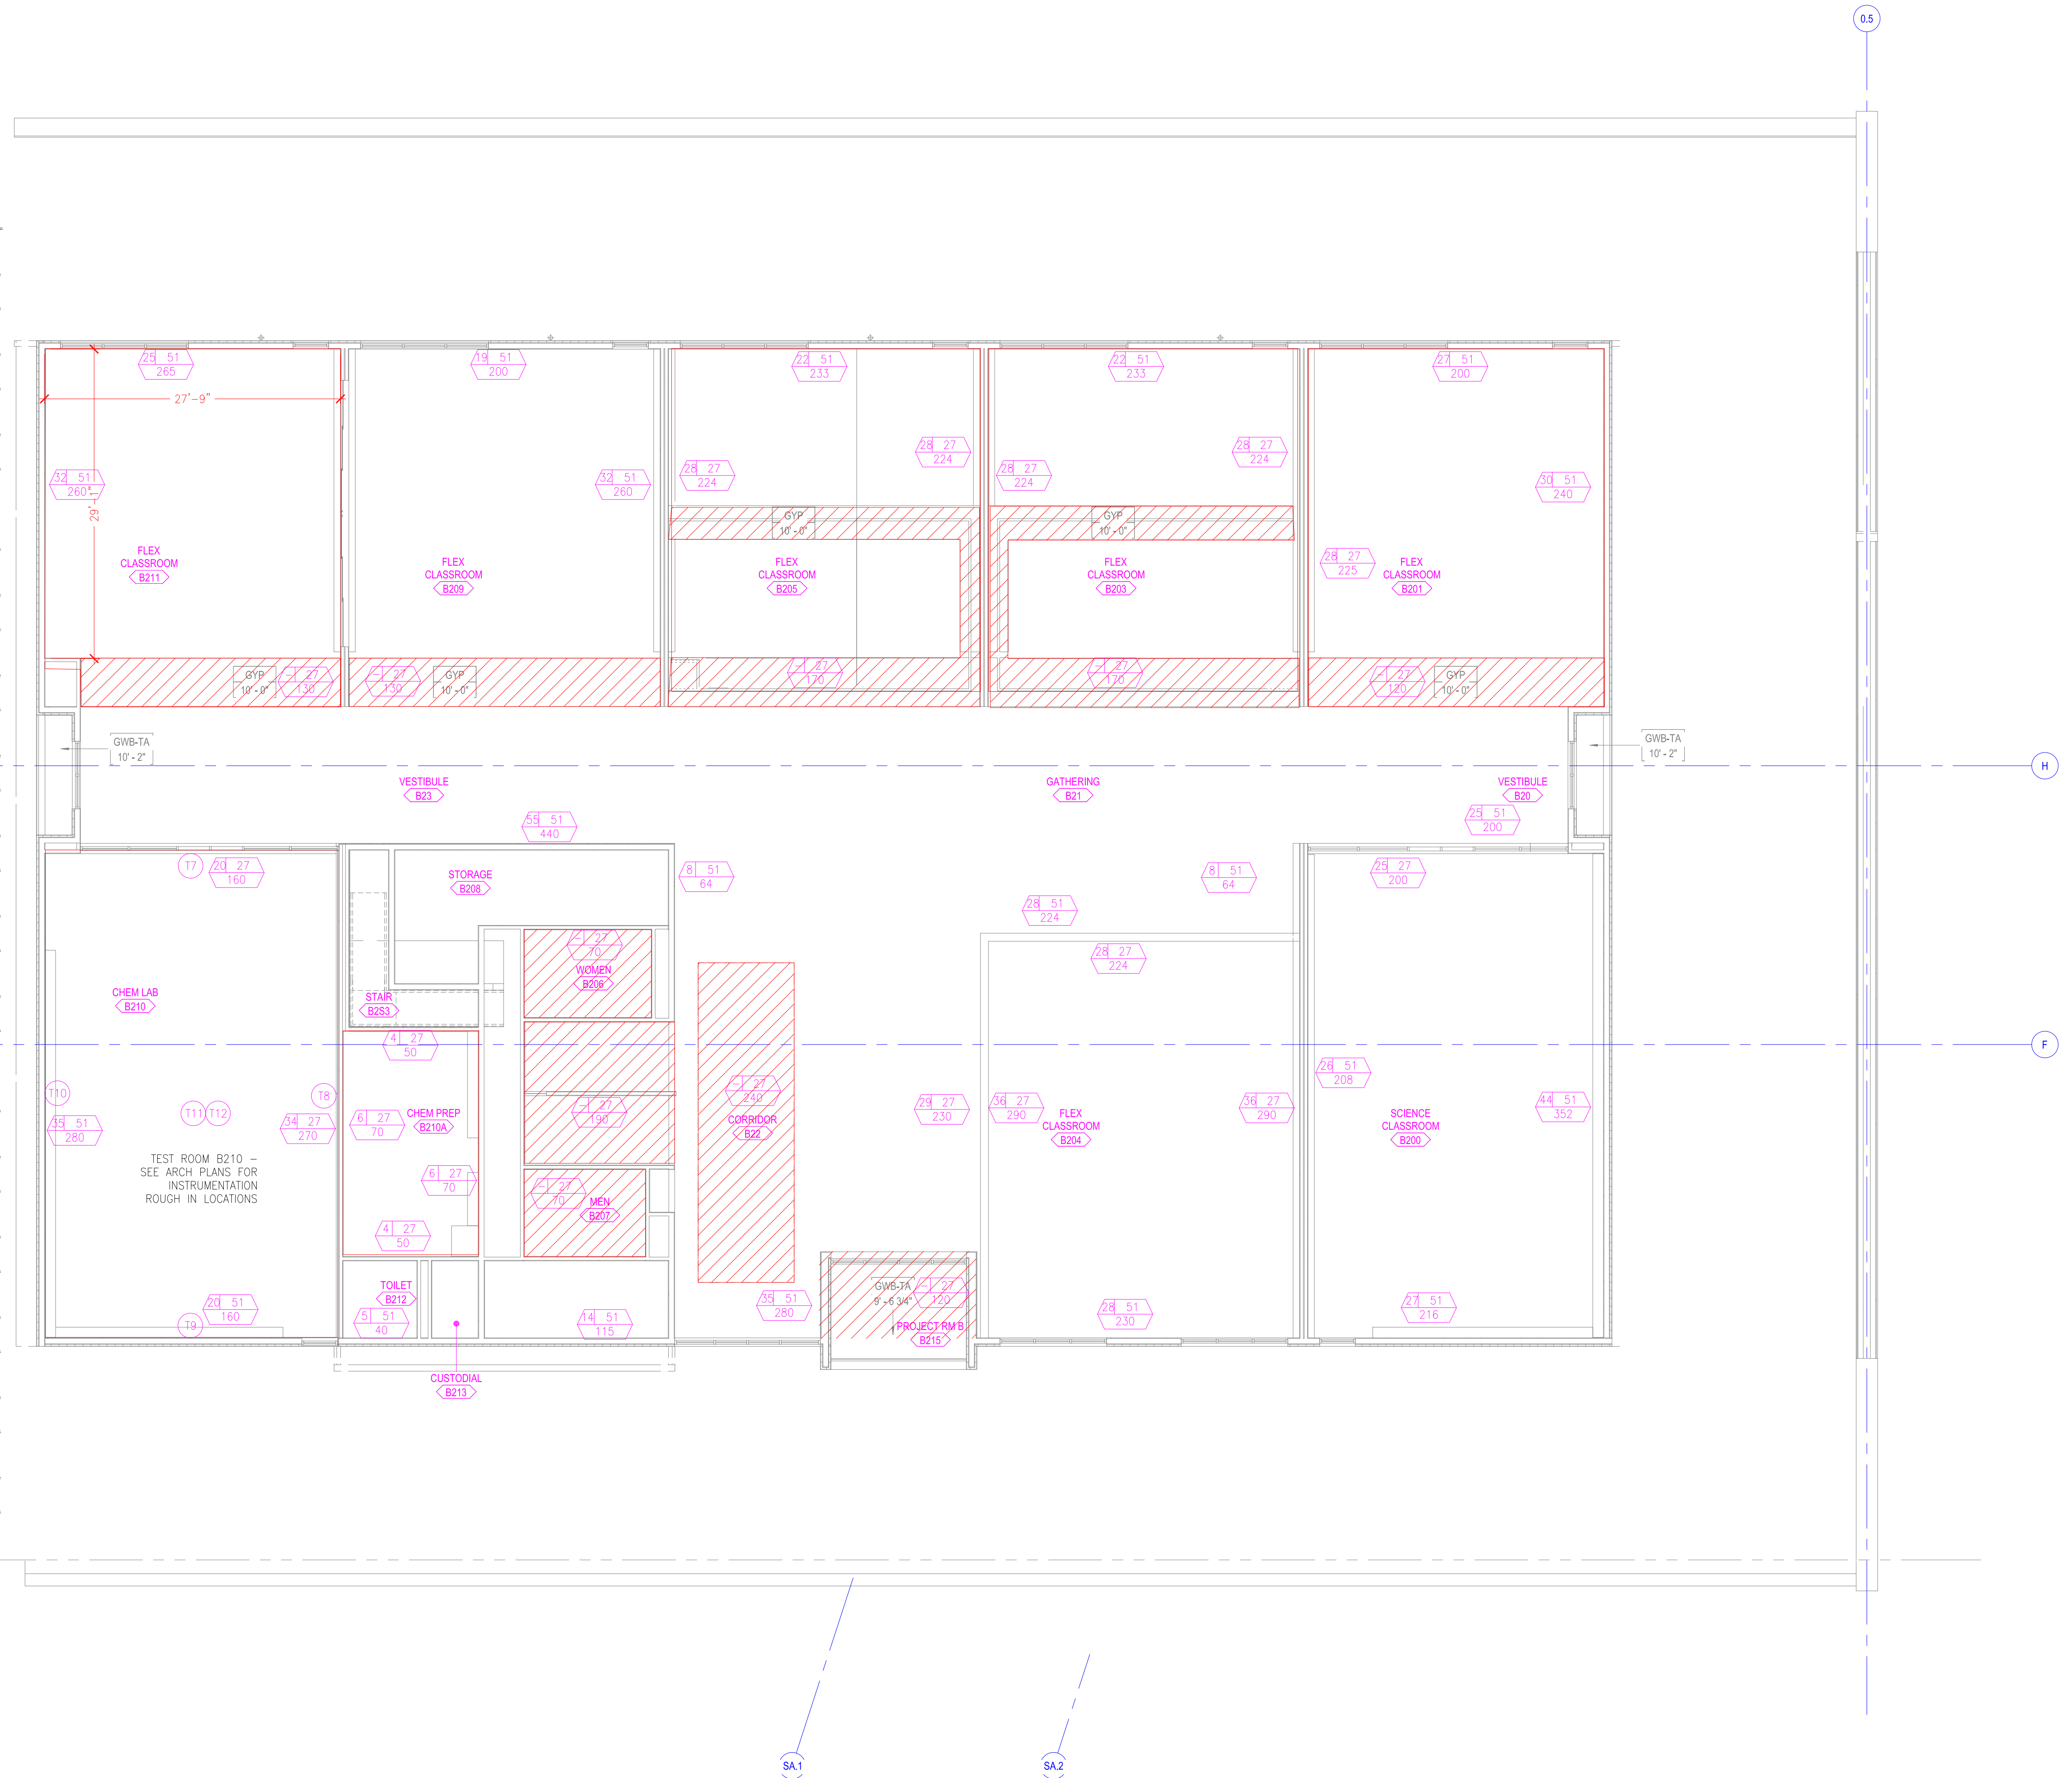 0.5
25 51
265
19 51
200
22 51
233
22 51
233
27 51
200
27'-9"
28 27
224
28 27
224
28 27
224
28 27
224
32 51
260
32 51
260
30 51
240
29'-1"
GYP
10' - 0"
GYP
10' - 0"
FLEX
CLASSROOM
B211
FLEX
CLASSROOM
B209
FLEX
CLASSROOM
B205
FLEX
CLASSROOM
B203
28 27
225
FLEX
CLASSROOM
B201
GYP
10' - 0"
- 27
130
- 27
130
GYP
10' - 0"
- 27
170
- 27
170
- 27
120
GYP
10' - 0"
GWB-TA
10' - 2"
GWB-TA
10' - 2"
H
VESTIBULE
B23
GATHERING
B21
VESTIBULE
B20
55 51
440
25 51
200
T7
20 27
160
STORAGE
B208
8 51
64
8 51
64
25 27
200
28 51
224
- 27
70
28 27
224
WOMEN
B206
CHEM LAB
B210
STAIR
B2S3
4 27
50
F
T10
T8
T11
T12
35 51
280
34 27
270
6 27
70
CHEM PREP
B210A
- 27
190
- 27
240
CORRIDOR
B22
29 27
230
36 27
290
FLEX
CLASSROOM
B204
36 27
290
26 51
208
SCIENCE
CLASSROOM
B200
44 51
352
TEST ROOM B210 –
SEE ARCH PLANS FOR
INSTRUMENTATION
ROUGH IN LOCATIONS
6 27
70
- 27
70
MEN
B207
4 27
50
TOILET
B212
20 51
160
T9
5 51
40
14 51
115
35 51
280
GWB-TA
9' - 6 3/4"
- 27
120
PROJECT RM B
B215
28 51
230
27 51
216
CUSTODIAL
B213
SA.1
SA.2